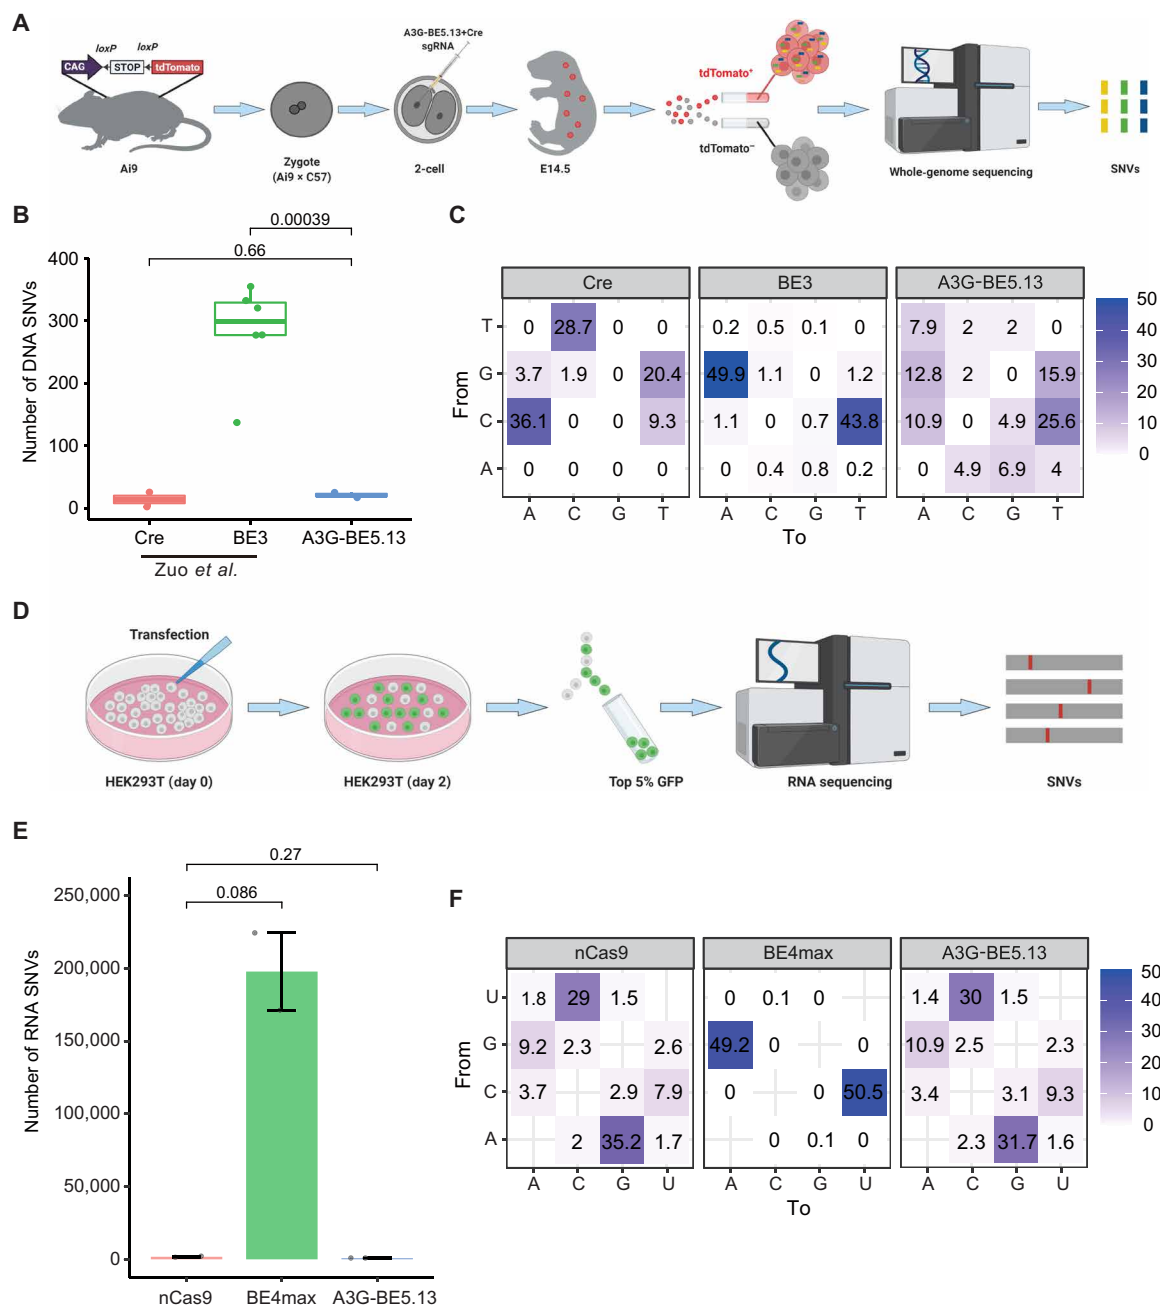 A
loxP loxP
CAG STOP tdTomato
Ai9
Zygote
(Ai9 × C57)
A3G-BE5.13+Cre
sgRNA
2-cell
E14.5
tdTomato⁺
tdTomato⁻
Whole-genome sequencing
SNVs
B
0.00039
0.66
Number of DNA SNVs
400
300
200
100
0
Cre BE3 A3G-BE5.13
Zuo et al.
C
Cre BE3 A3G-BE5.13
From
T 0 28.7 0 0 0.2 0.5 0.1 0 7.9 2 2 0
G 3.7 1.9 0 20.4 49.9 1.1 0 1.2 12.8 2 0 15.9
C 36.1 0 0 9.3 1.1 0 0.7 43.8 10.9 0 4.9 25.6
A 0 0 0 0 0 0.4 0.8 0.2 0 4.9 6.9 4
A C G T A C G T A C G T
To
50
40
30
20
10
0
D
Transfection
HEK293T (day 0)
HEK293T (day 2)
Top 5% GFP
RNA sequencing
SNVs
E
0.27
0.086
Number of RNA SNVs
250,000
200,000
150,000
100,000
50,000
0
nCas9 BE4max A3G-BE5.13
F
nCas9 BE4max A3G-BE5.13
From
U 1.8 29 1.5 0 0.1 0 1.4 30 1.5
G 9.2 2.3 2.6 49.2 0 0 10.9 2.5 2.3
C 3.7 2.9 7.9 0 0 50.5 3.4 3.1 9.3
A 2 35.2 1.7 0 0.1 0 2.3 31.7 1.6
A C G U A C G U A C G U
To
50
40
30
20
10
0